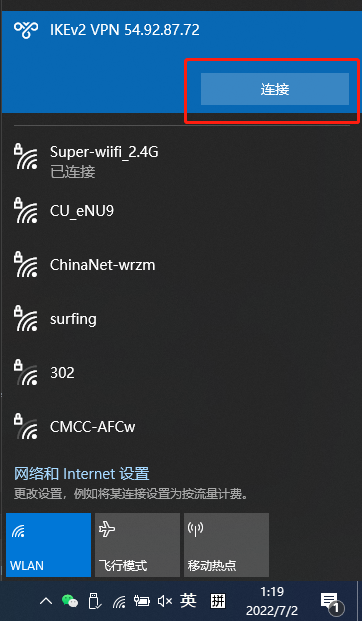 IKEv2 VPN 54.92.87.72
连接
Super-wiifi_2.4G
已连接
CU_eNU9
ChinaNet-wrzm
surfing
302
CMCC-AFCw
网络和 Internet 设置
更改设置，例如将某连接设置为按流量计费。
WLAN
飞行模式
移动热点
英
拼
1:19
2022/7/2
1